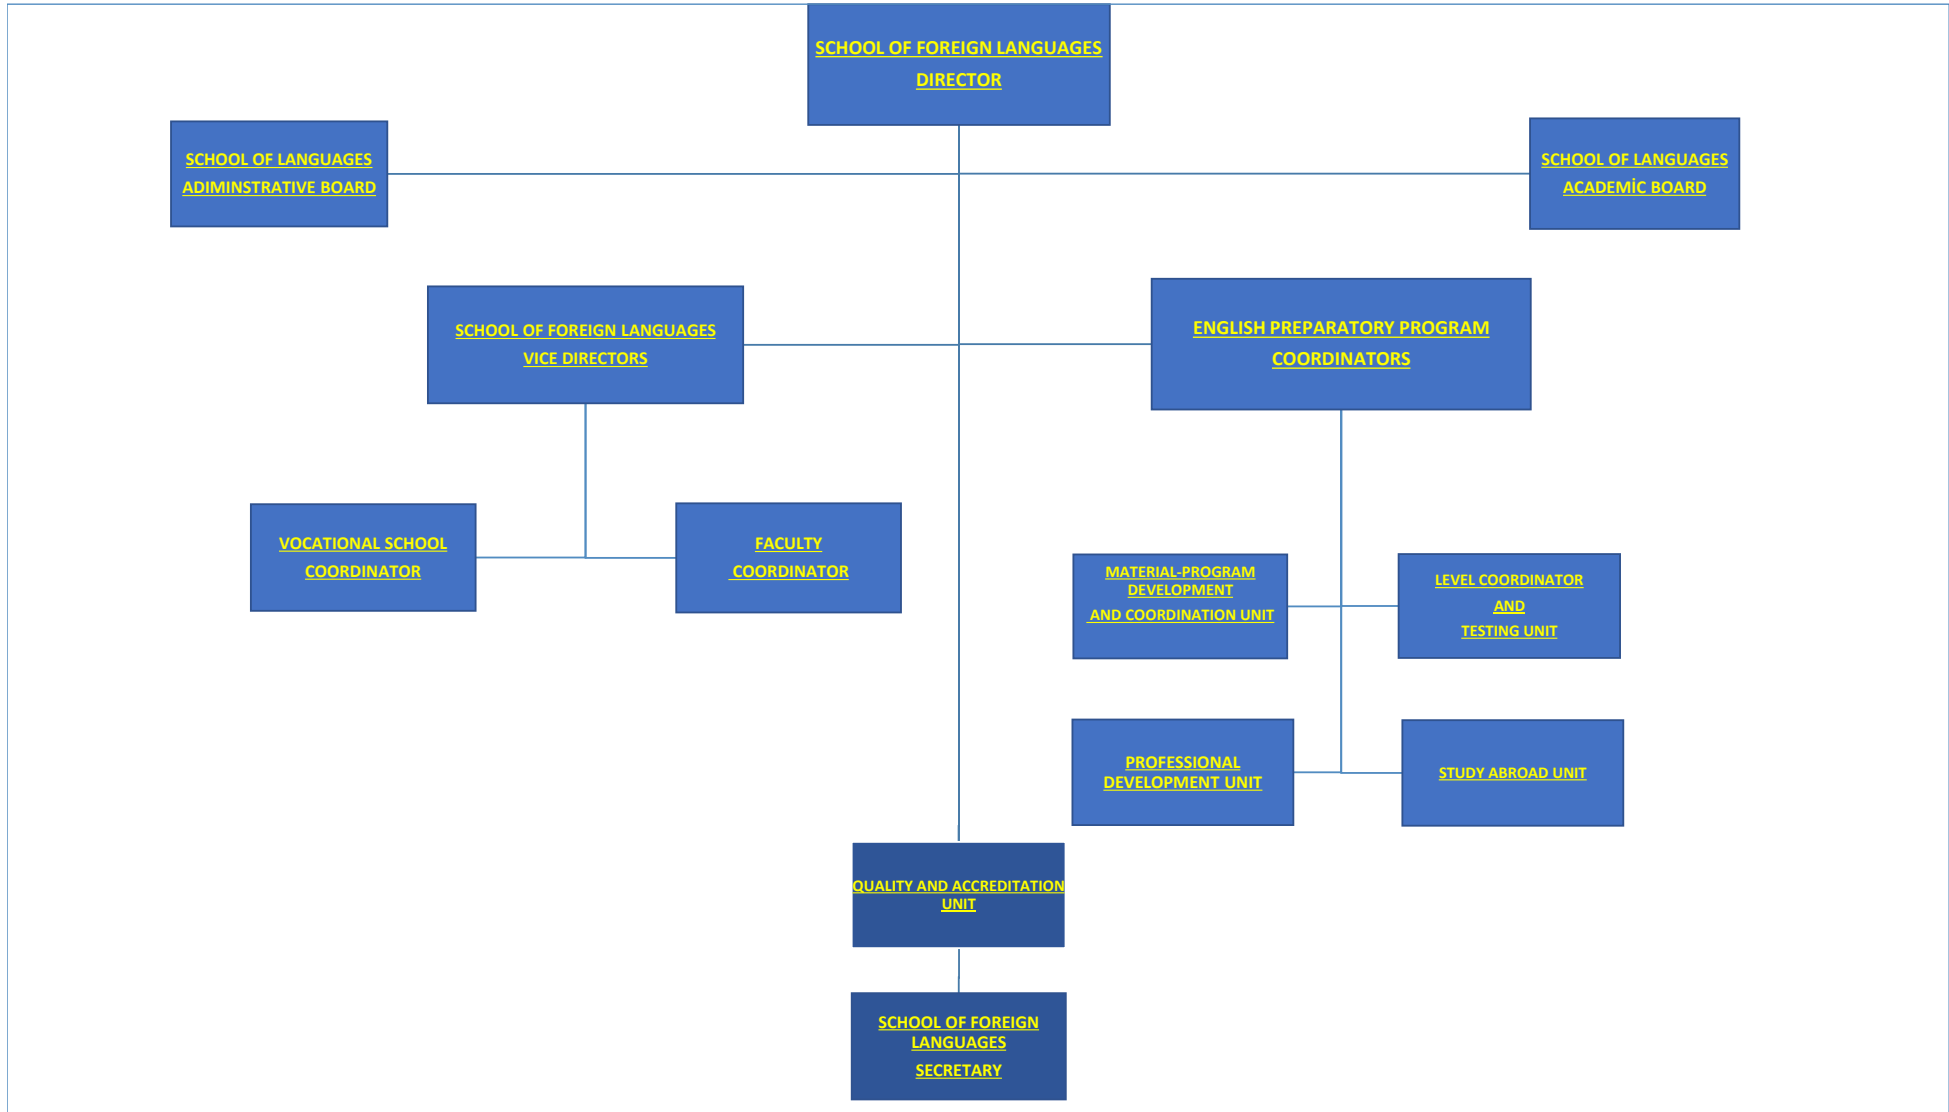 SCHOOL OF FOREIGN LANGUAGES
DIRECTOR
SCHOOL OF LANGUAGES
ADIMINSTRATIVE BOARD
SCHOOL OF LANGUAGES
ACADEMİC BOARD
SCHOOL OF FOREIGN LANGUAGES
VICE DIRECTORS
ENGLISH PREPARATORY PROGRAM
COORDINATORS
VOCATIONAL SCHOOL
COORDINATOR
FACULTY
COORDINATOR
MATERIAL-PROGRAM
DEVELOPMENT
AND COORDINATION UNIT
LEVEL COORDINATOR
AND
TESTING UNIT
PROFESSIONAL
DEVELOPMENT UNIT
STUDY ABROAD UNIT
QUALITY AND ACCREDITATION
UNIT
SCHOOL OF FOREIGN
LANGUAGES
SECRETARY